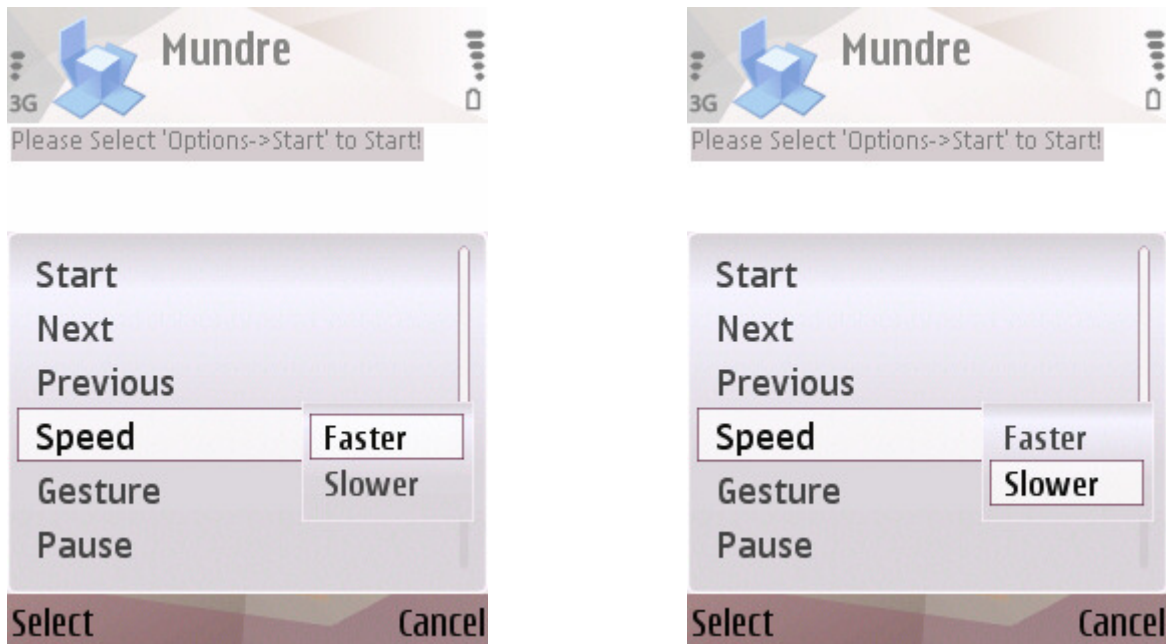 Mundre
3G
Please Select 'Options->Start' to Start!
Start
Next
Previous
Speed
Faster
Slower
Gesture
Pause
Select
Cancel
Mundre
3G
Please Select 'Options->Start' to Start!
Start
Next
Previous
Speed
Faster
Slower
Gesture
Pause
Select
Cancel